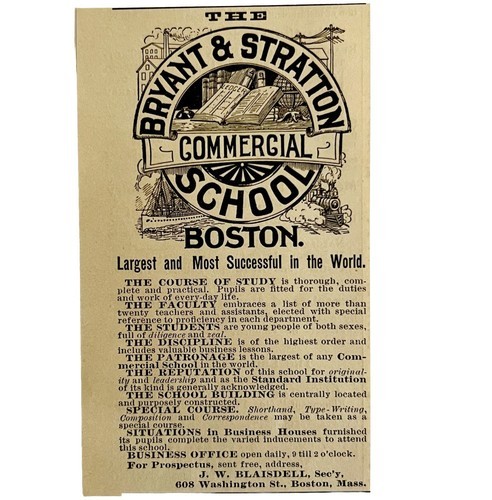 THE
BRYANT & STRATTON
COMMERCIAL
SCHOOL
BOSTON.
Largest and Most Successful in the World.
THE COURSE OF STUDY is thorough, com-
plete and practical. Pupils are fitted for the duties
and work of every-day life.
THE FACULTY embraces a list of more than
twenty teachers and assistants, elected with special
reference to proficiency in each department.
THE STUDENTS are young people of both sexes,
full of diligence and zeal.
THE DISCIPLINE is of the highest order and
includes valuable business lessons.
THE PATRONAGE is the largest of any Com-
mercial School in the world.
THE REPUTATION of this school for original-
ity and leadership and as the Standard Institution
of its kind is generally acknowledged.
THE SCHOOL BUILDING is centrally located
and purposely constructed.
SPECIAL COURSE. Shorthand, Type-Writing,
Composition and Correspondence may be taken as a
special course.
SITUATIONS in Business Houses furnished
its pupils complete the varied inducements to attend
this school.
BUSINESS OFFICE open daily, 9 till 2 o'clock.
For Prospectus, sent free, address,
J. W. BLAISDELL, Sec'y,
608 Washington St., Boston, Mass.